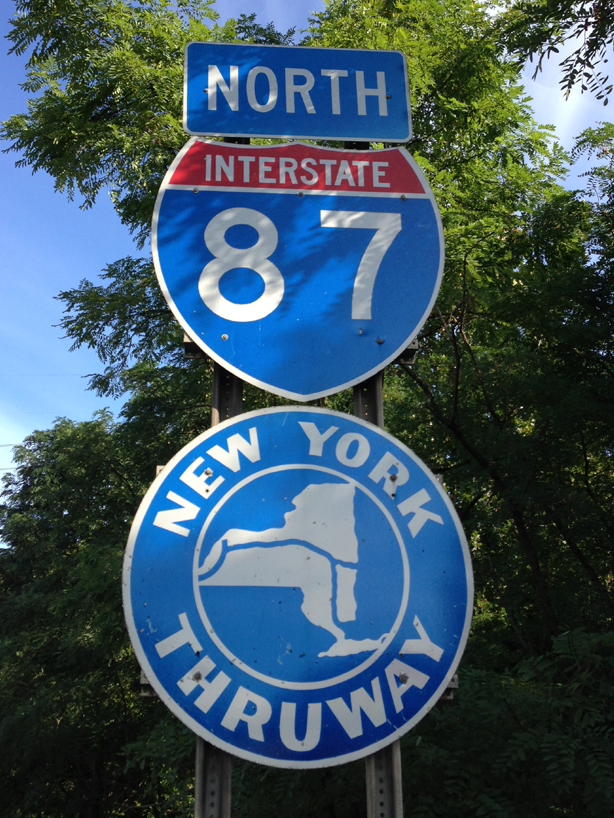 NORTH
INTERSTATE
87
NEW YORK
THRUWAY